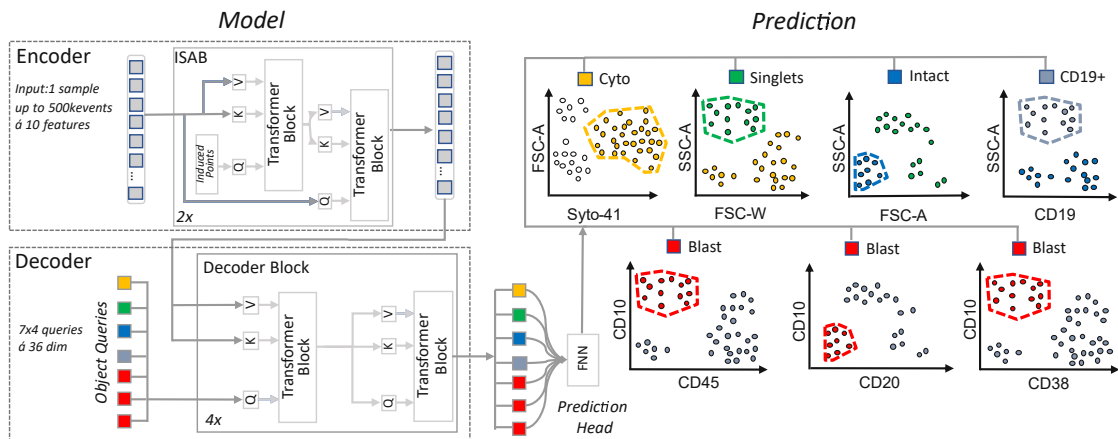 Model
Prediction
Encoder
Input:1 sample
up to 500kevents
á 10 features
...
ISAB
V
K
Q
Induced
Points
Transformer
Block
V
K
Q
Transformer
Block
2x
...
Decoder
7x4 queries
á 36 dim
Object Queries
Decoder Block
V
K
Q
Transformer
Block
V
K
Q
Transformer
Block
4x
FNN
Prediction
Head
Cyto
FSC-A
Syto-41
Singlets
SSC-A
FSC-W
Intact
SSC-A
FSC-A
CD19+
SSC-A
CD19
Blast
CD10
CD45
Blast
CD10
CD20
Blast
CD10
CD38